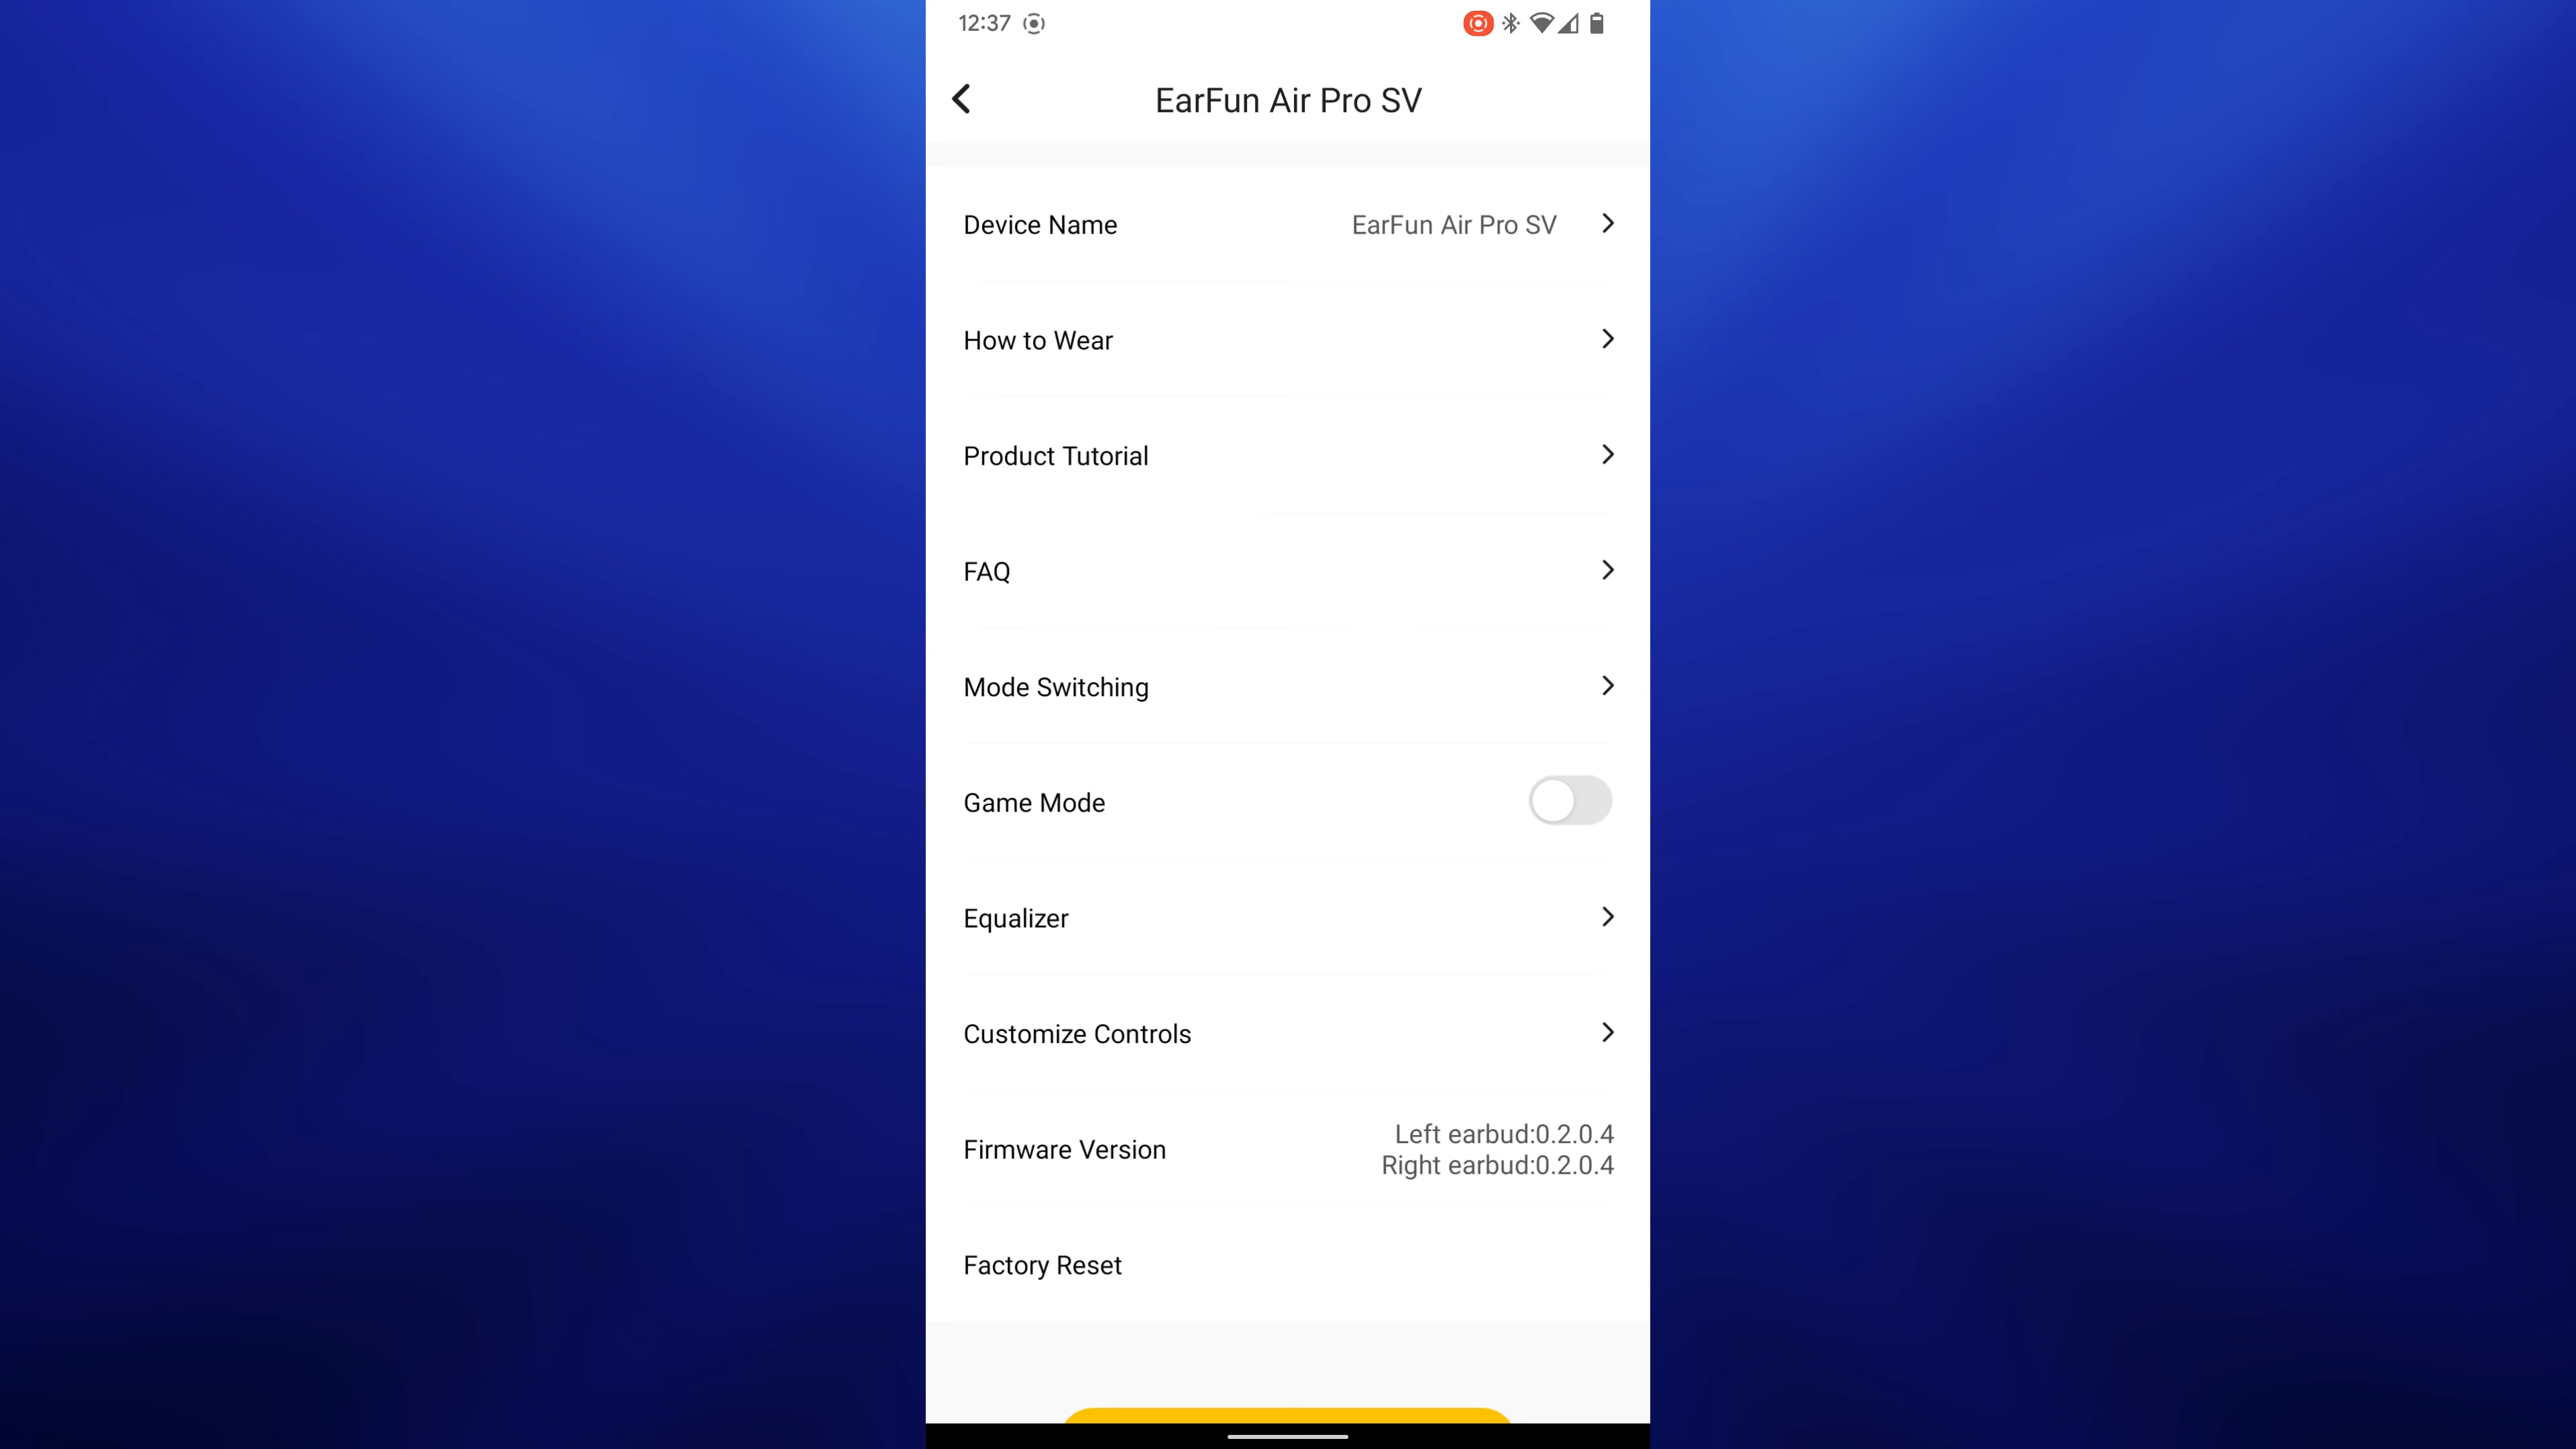 12:37
EarFun Air Pro SV
Device Name EarFun Air Pro SV
How to Wear
Product Tutorial
FAQ
Mode Switching
Game Mode
Equalizer
Customize Controls
Firmware Version Left earbud:0.2.0.4
Right earbud:0.2.0.4
Factory Reset